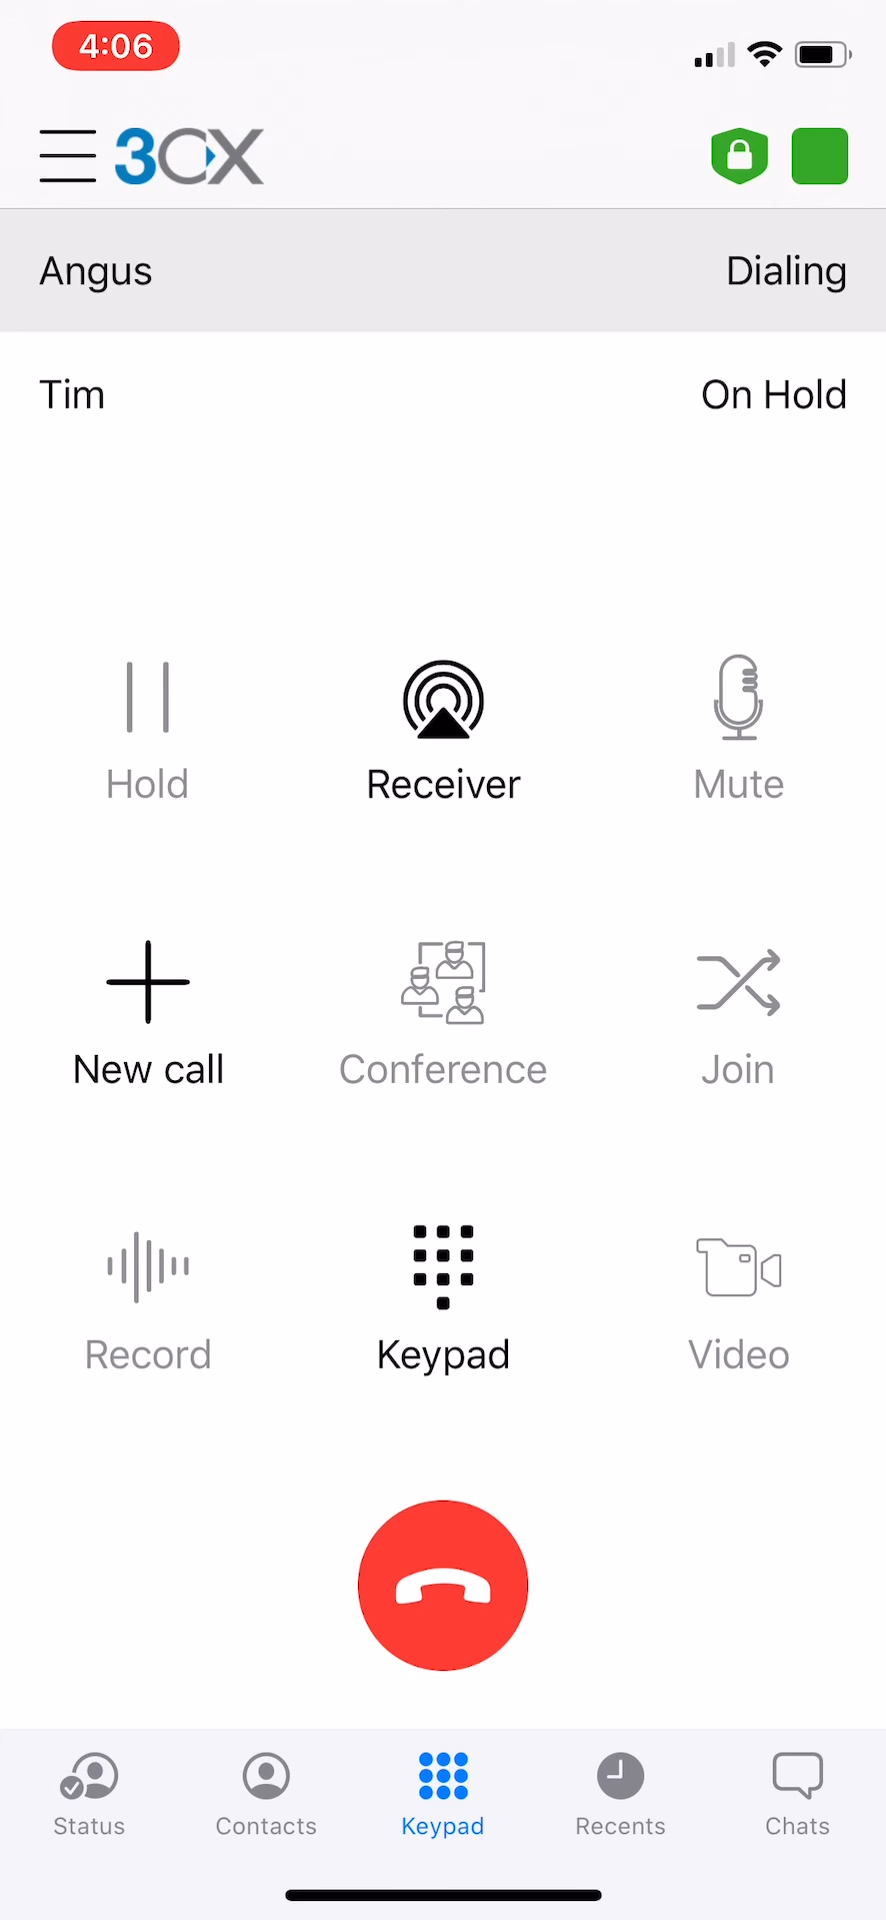 4:06
3CX
Angus Dialing
Tim On Hold
Hold Receiver Mute
New call Conference Join
Record Keypad Video
Status Contacts Keypad Recents Chats